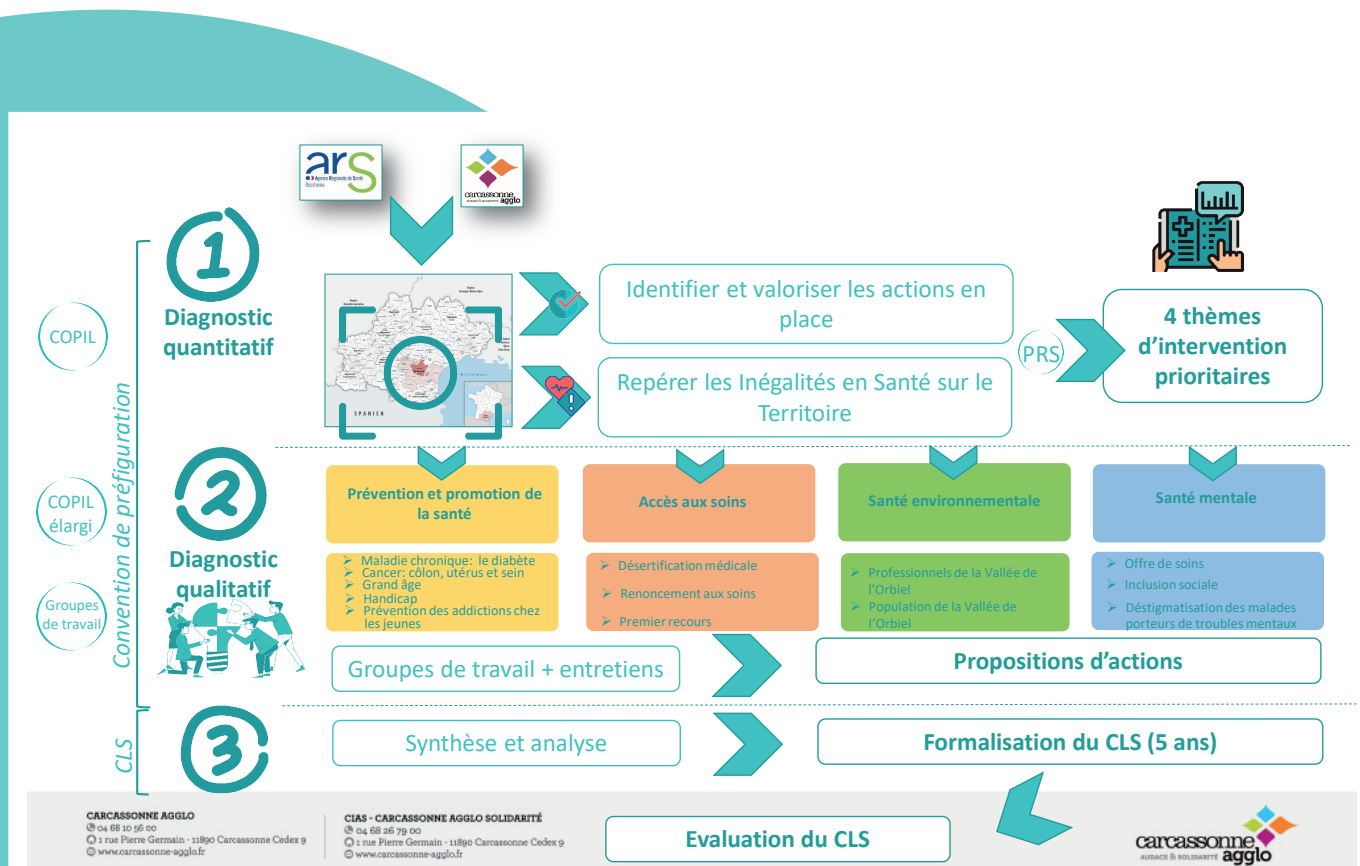 ars
Agence Régionale de Santé
Occitanie
carcassonne
agglo
AUDACE & SOLIDARITÉ
1
Diagnostic
quantitatif
COPIL
Convention de préfiguration
SPANIEN
Identifier et valoriser les actions en
place
Repérer les Inégalités en Santé sur le
Territoire
PRS
4 thèmes
d'intervention
prioritaires
2
Diagnostic
qualitatif
COPIL
élargi
Groupes
de travail
Prévention et promotion de
la santé
Maladie chronique: le diabète
Cancer: côlon, utérus et sein
Grand âge
Handicap
Prévention des addictions chez
les jeunes
Accès aux soins
Désertification médicale
Renoncement aux soins
Premier recours
Santé environnementale
Professionnels de la Vallée de
l'Orbiel
Population de la Vallée de
l'Orbiel
Santé mentale
Offre de soins
Inclusion sociale
Déstigmatisation des malades
porteurs de troubles mentaux
Groupes de travail + entretiens
Propositions d'actions
CLS
3
Synthèse et analyse
Formalisation du CLS (5 ans)
Evaluation du CLS
CARCASSONNE AGGLO
04 68 10 56 00
1 rue Pierre Germain - 11890 Carcassonne Cedex 9
www.carcassonne-agglo.fr
CIAS - CARCASSONNE AGGLO SOLIDARITÉ
04 68 26 79 00
1 rue Pierre Germain - 11890 Carcassonne Cedex 9
www.carcassonne-agglo.fr
carcassonne
AUDACE & SOLIDARITÉ agglo